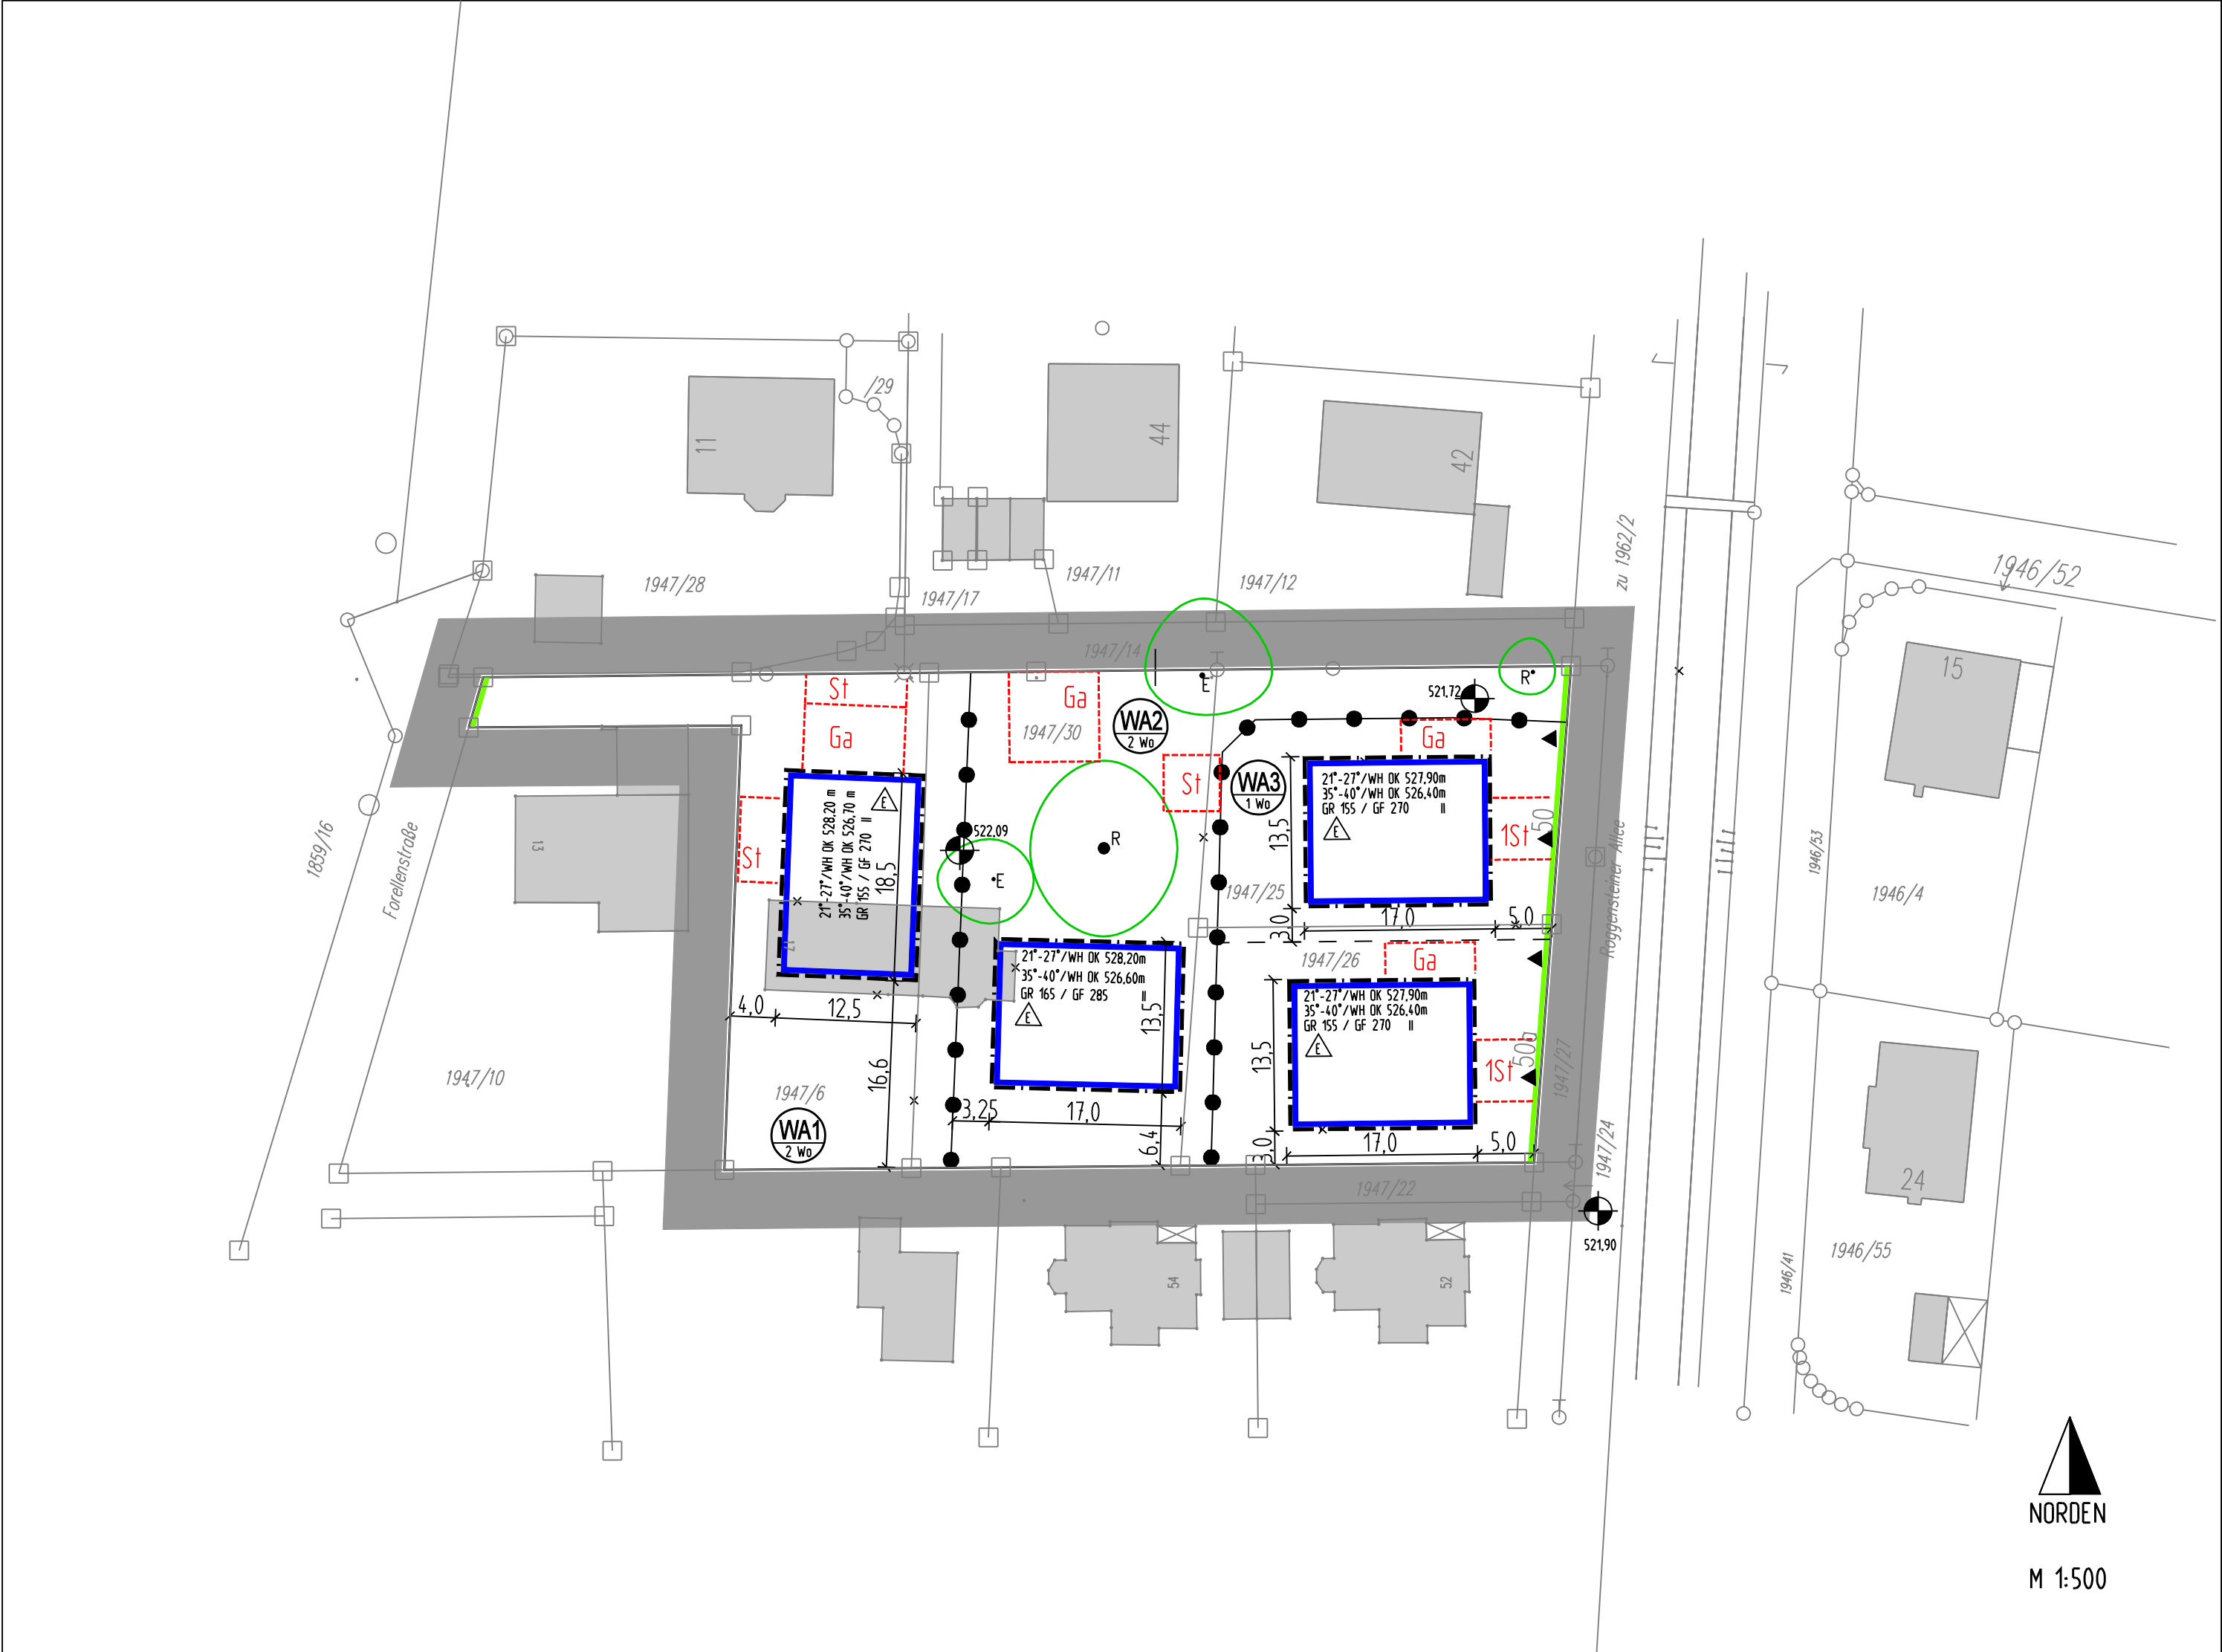 /29
11
44
42
zu 1962/2
1946/52
1947/28
1947/17
1947/11
1947/12
1947/14
15
St
Ga
1947/30
Ga
WA2
2 Wo
E
R
521,72
Ga
St
WA3
1 Wo
21°-27°/WH OK 527,90m
35°-40°/WH OK 526,40m
GR 155 / GF 270 II
E
13,5
1St
50
21°-27°/WH OK 528,20 m
35°-40°/WH OK 526,70 m
GR 155 / GF 270 II
E
18,5
St
522,09
E
R
1859/16
Forellenstraße
13
Roggensteiner Allee
1946/53
1946/4
1947/25
3,0
17,0
5,0
17
1947/26
Ga
21°-27°/WH OK 528,20m
35°-40°/WH OK 526,60m
GR 165 / GF 285 II
E
13,5
21°-27°/WH OK 527,90m
35°-40°/WH OK 526,40m
GR 155 / GF 270 II
E
13,5
4,0
12,5
16,6
1St
50a
1947/27
1947/10
1947/6
WA1
2 Wo
3,25
17,0
6,4
3,0
17,0
5,0
1947/24
1947/22
521,90
24
1946/55
1946/41
54
52
NORDEN
M 1:500